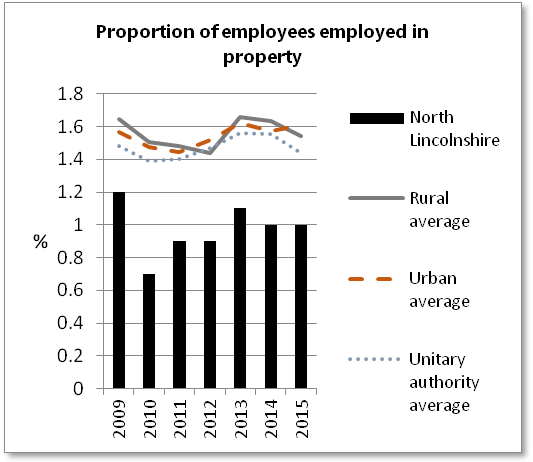 Proportion of employees employed in
property
1.8
1.6
1.4
1.2
1
0.8
0.6
0.4
0.2
0
%
2009
2010
2011
2012
2013
2014
2015
North
Lincolnshire
Rural
average
Urban
average
Unitary
authority
average